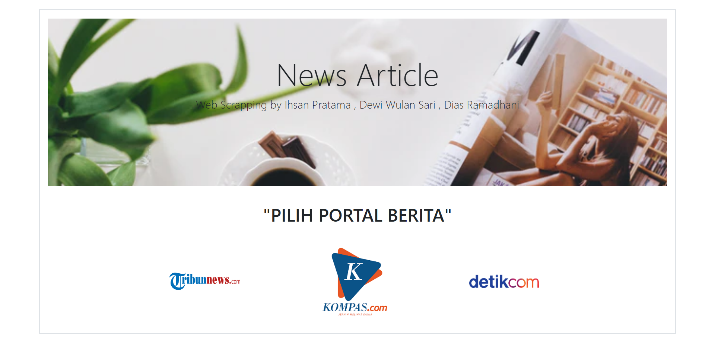 News Article
Web Scrapping by Ihsan Pratama , Dewi Wulan Sari , Dias Ramadhani
"PILIH PORTAL BERITA"
Tribunnews.com
K
KOMPAS.com
detikcom